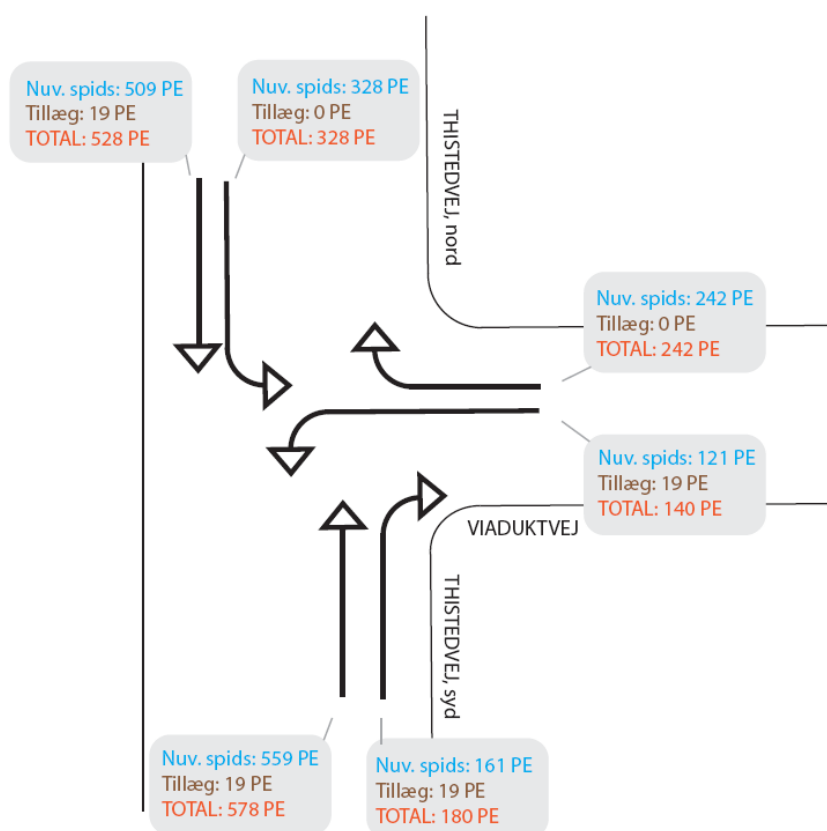 Nuv. spids: 509 PE
Tillæg: 19 PE
TOTAL: 528 PE
Nuv. spids: 328 PE
Tillæg: 0 PE
TOTAL: 328 PE
THISTEDVEJ, nord
Nuv. spids: 242 PE
Tillæg: 0 PE
TOTAL: 242 PE
Nuv. spids: 121 PE
Tillæg: 19 PE
TOTAL: 140 PE
VIADUKTVEJ
THISTEDVEJ, syd
Nuv. spids: 559 PE
Tillæg: 19 PE
TOTAL: 578 PE
Nuv. spids: 161 PE
Tillæg: 19 PE
TOTAL: 180 PE